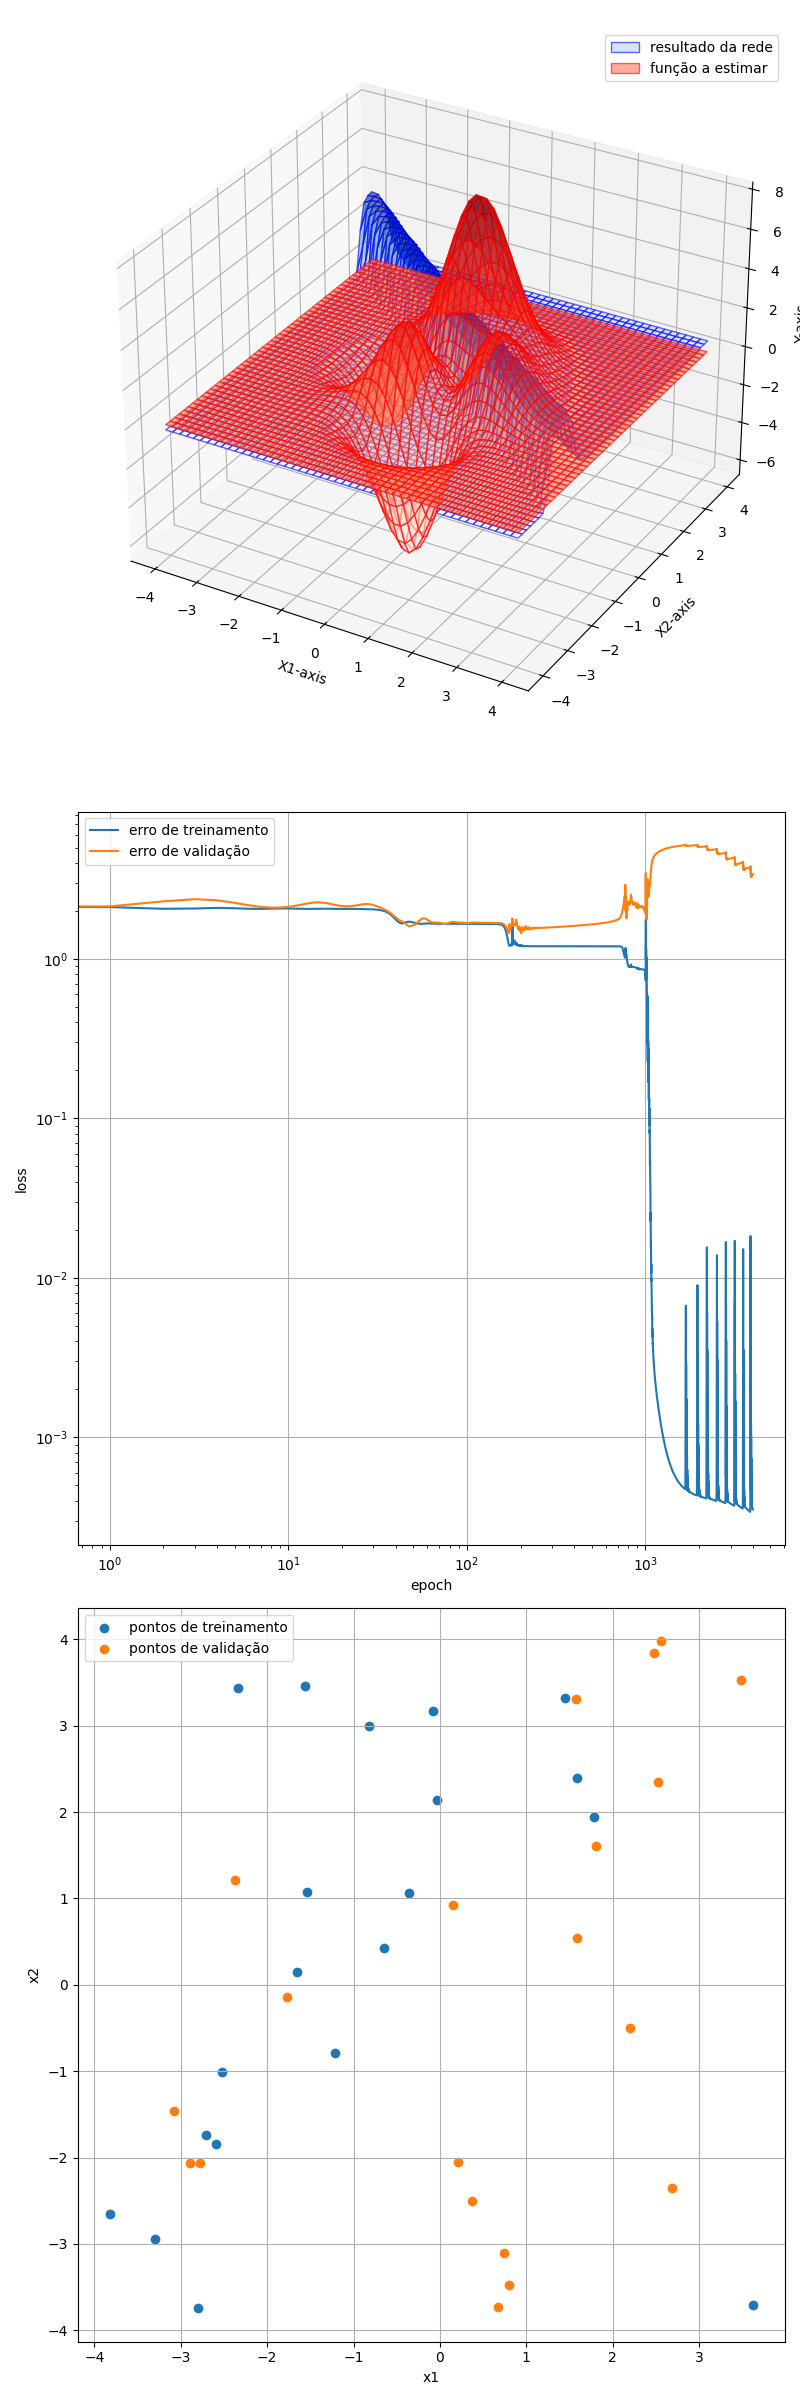 resultado da rede
função a estimar
8
6
4
2
0
−2
−4
−6
4
3
2
1
0
−1
−2
−3
−4
X2-axis
−4
−3
−2
−1
0
1
2
3
4
X1-axis
erro de treinamento
erro de validação
10⁰
10⁻¹
10⁻²
10⁻³
loss
10⁰ 10¹ 10² 10³
epoch
pontos de treinamento
pontos de validação
4
3
2
1
0
−1
−2
−3
−4
x2
−4 −3 −2 −1 0 1 2 3
x1